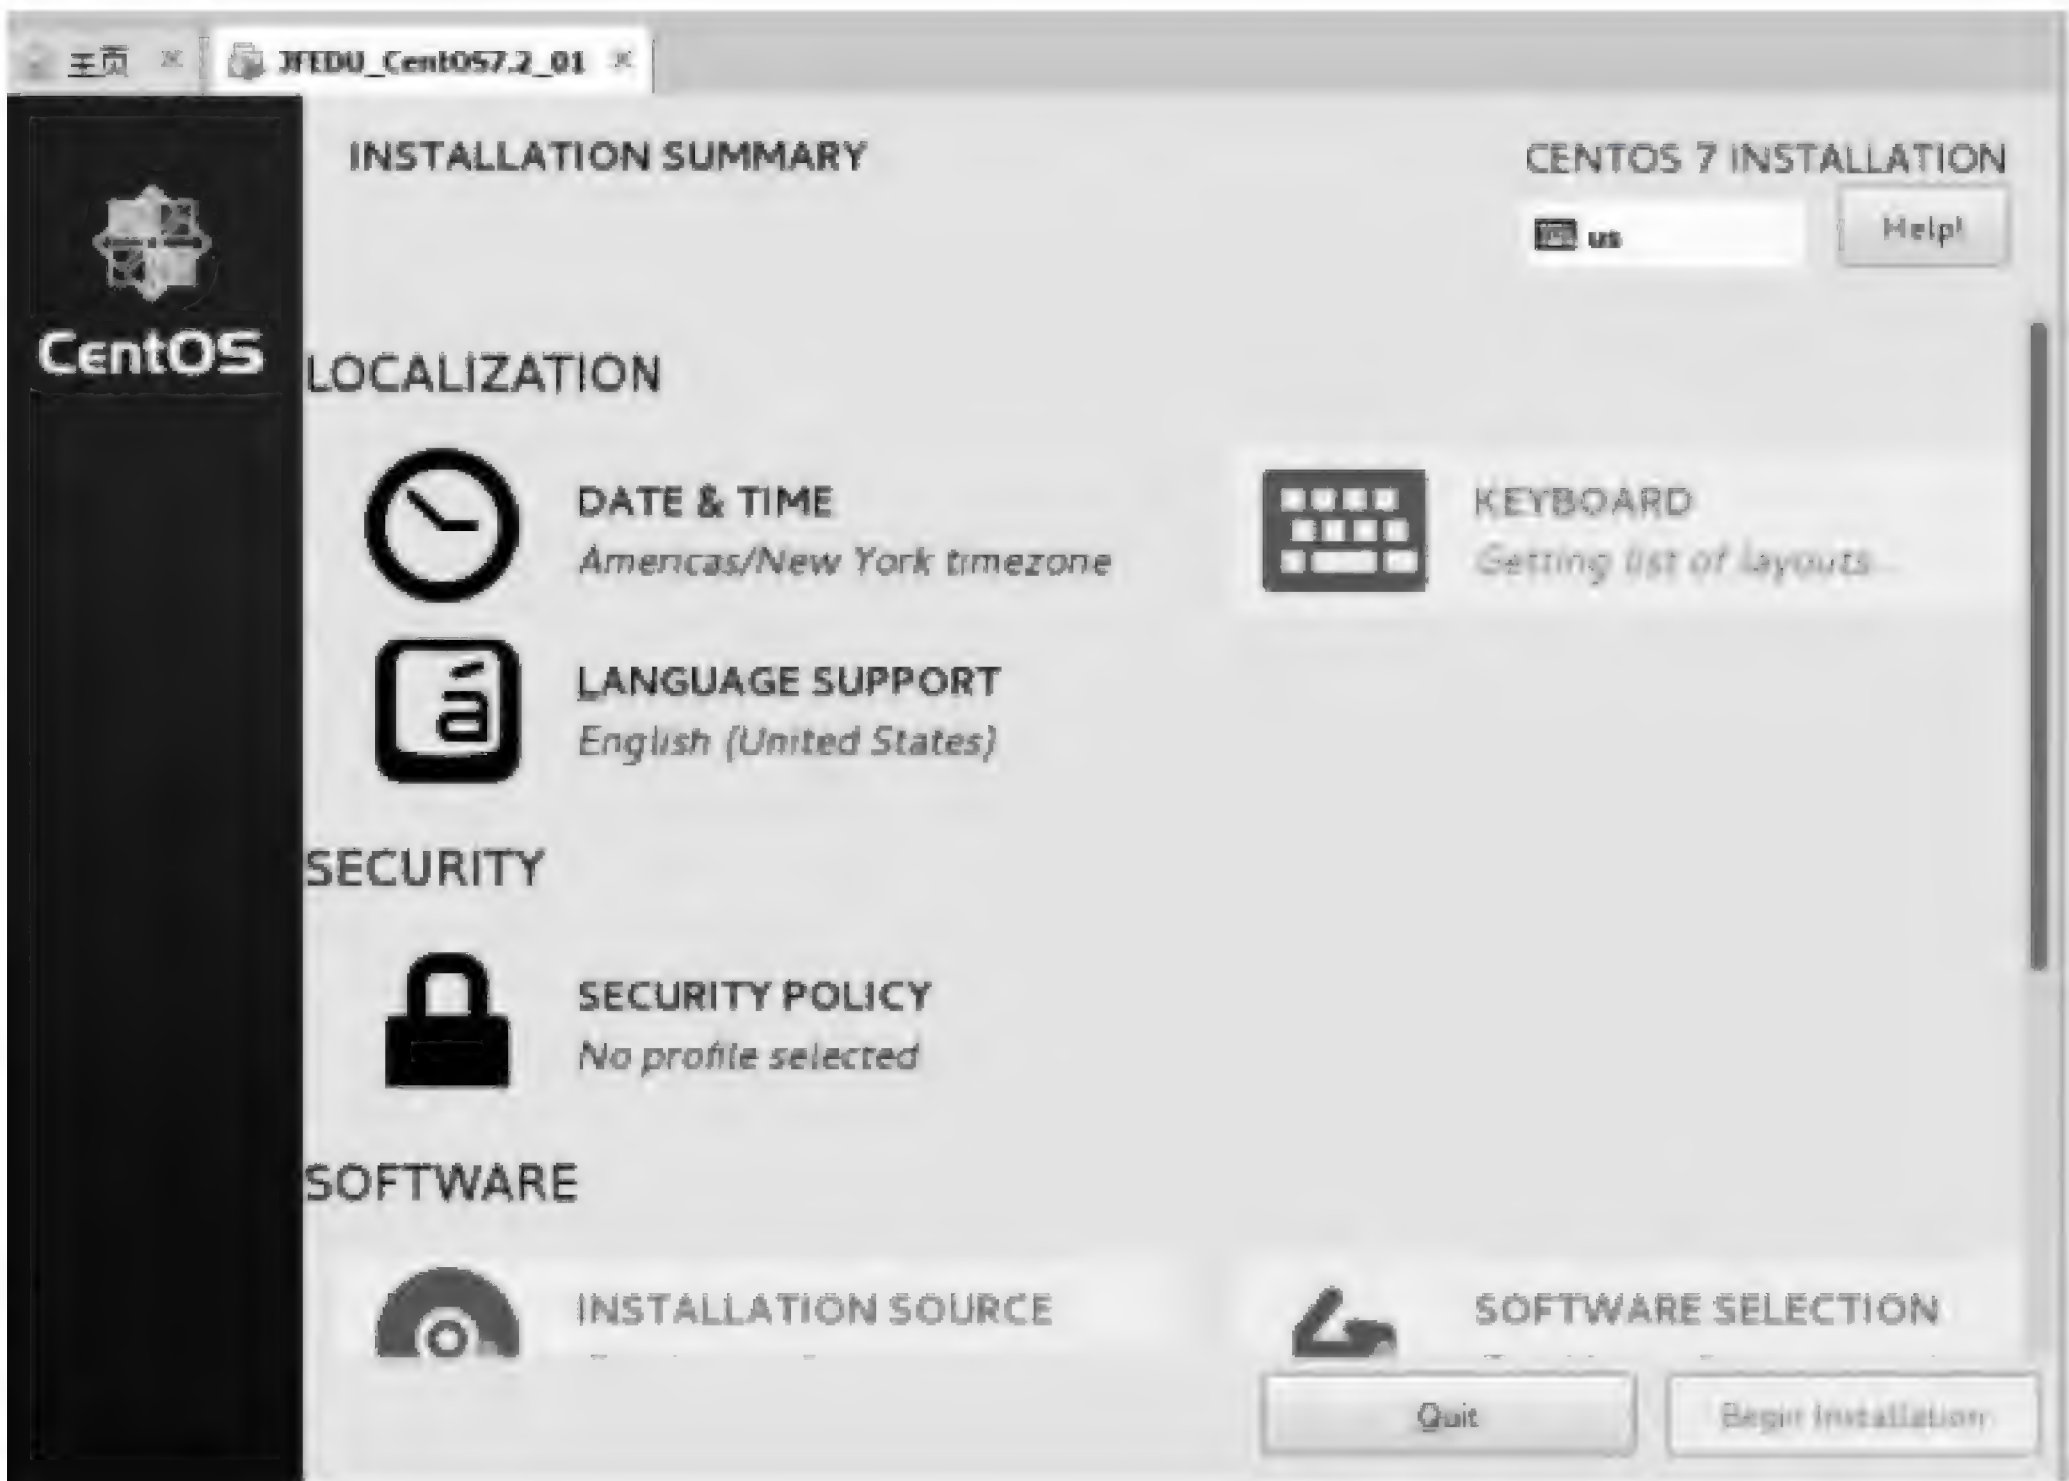 主页 JFEDU_CentOS7.2_01
CentOS
INSTALLATION SUMMARY
CENTOS 7 INSTALLATION
us
Help!
LOCALIZATION
DATE & TIME
Americas/New York timezone
KEYBOARD
Getting list of layouts...
LANGUAGE SUPPORT
English (United States)
SECURITY
SECURITY POLICY
No profile selected
SOFTWARE
INSTALLATION SOURCE
SOFTWARE SELECTION
Quit
Begin Installation